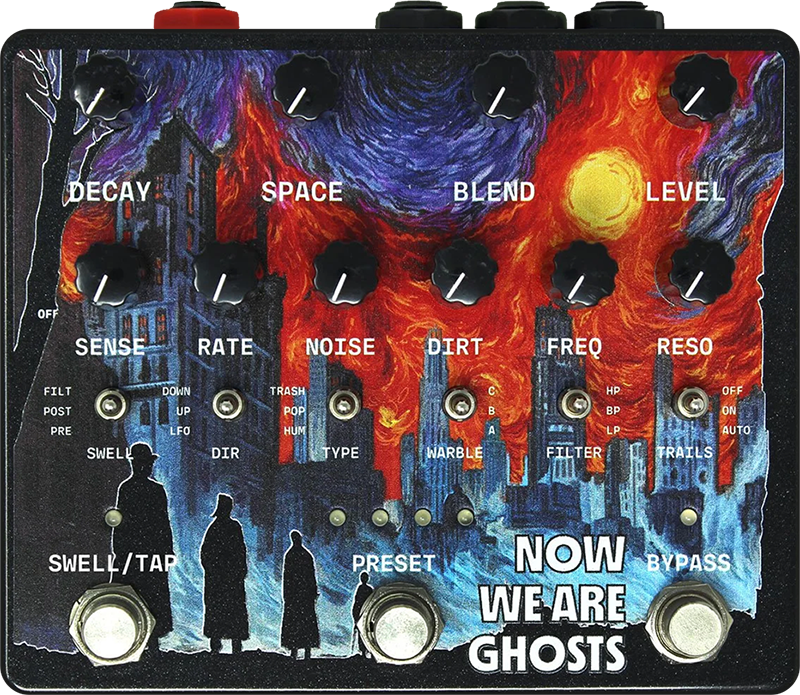 DECAY SPACE BLEND LEVEL
OFF
SENSE RATE NOISE DIRT FREQ RESO
FILT DOWN TRASH C HP OFF
POST UP POP B BP ON
PRE LFO HUM A LP AUTO
SWELL DIR TYPE WARBLE FILTER TRAILS
SWELL/TAP PRESET BYPASS
NOW
WE ARE
GHOSTS